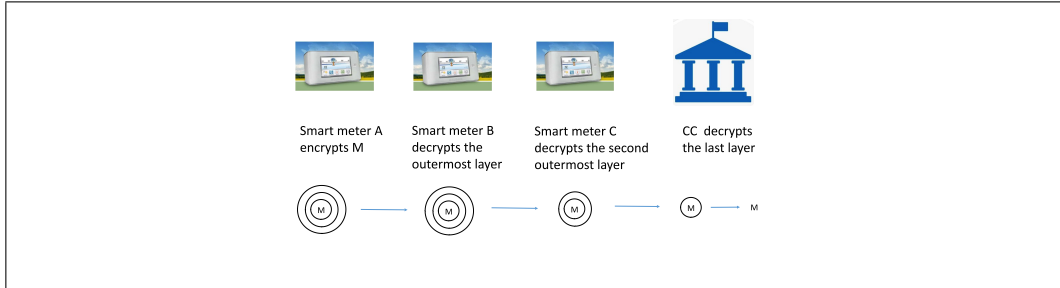 Smart meter A
encrypts M
Smart meter B
decrypts the
outermost layer
Smart meter C
decrypts the second
outermost layer
CC decrypts
the last layer
M
M
M
M
M